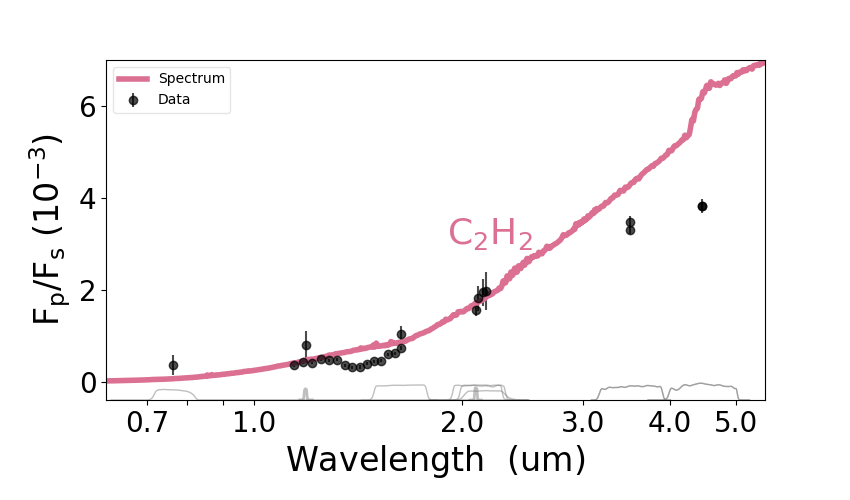 Spectrum
Data
6
4
2
0
F_p/F_s (10^−3)
C₂H₂
0.7 1.0 2.0 3.0 4.0 5.0
Wavelength (um)